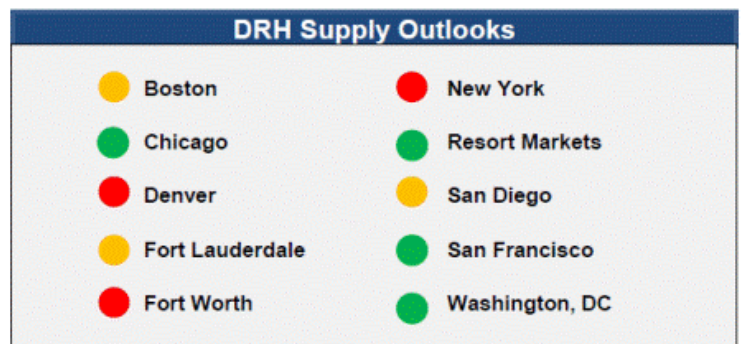 DRH Supply Outlooks
Boston
Chicago
Denver
Fort Lauderdale
Fort Worth
New York
Resort Markets
San Diego
San Francisco
Washington, DC